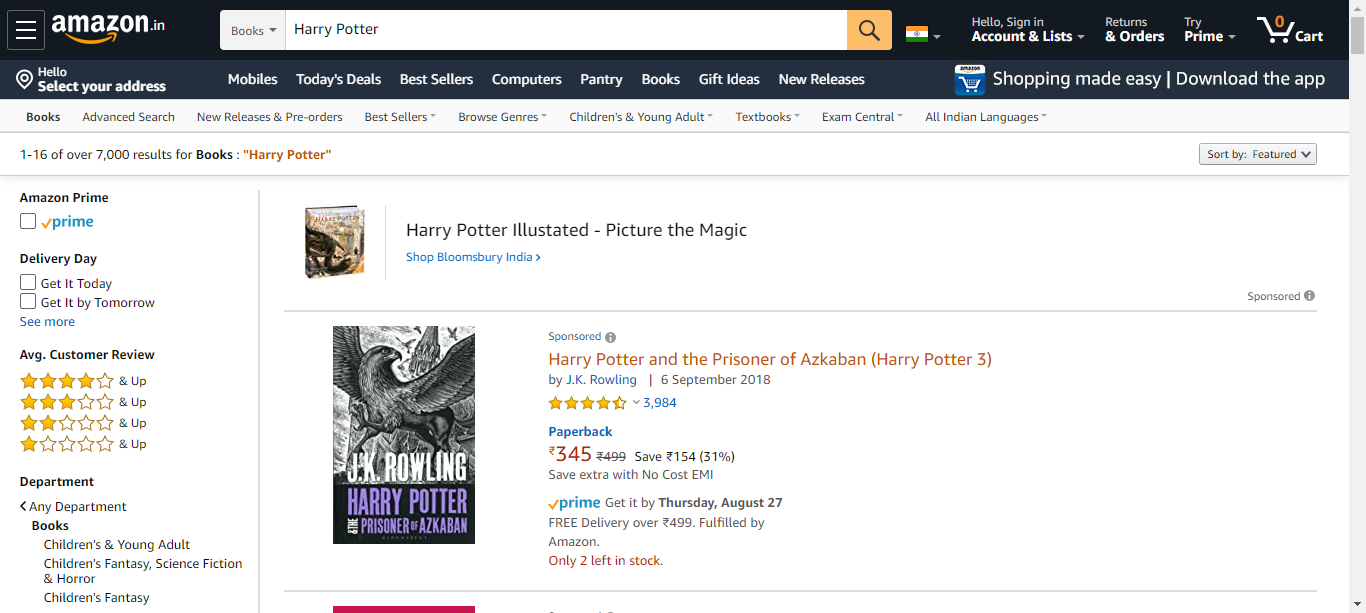 amazon.in
Books
Harry Potter
Hello, Sign in
Account & Lists
Returns
& Orders
Try
Prime
0
Cart
Hello
Select your address
Mobiles Today's Deals Best Sellers Computers Pantry Books Gift Ideas New Releases
amazon
Shopping made easy | Download the app
Books Advanced Search New Releases & Pre-orders Best Sellers Browse Genres Children's & Young Adult Textbooks Exam Central All Indian Languages
1-16 of over 7,000 results for Books : "Harry Potter"
Sort by: Featured
Amazon Prime
prime
Delivery Day
Get It Today
Get It by Tomorrow
See more
Avg. Customer Review
& Up
& Up
& Up
& Up
Department
Any Department
Books
Children's & Young Adult
Children's Fantasy, Science Fiction
& Horror
Children's Fantasy
HARRY POTTER
Harry Potter Illustated - Picture the Magic
Shop Bloomsbury India ›
Sponsored
J.K. ROWLING
HARRY POTTER
& THE PRISONER OF AZKABAN
BLOOMSBURY
Sponsored
Harry Potter and the Prisoner of Azkaban (Harry Potter 3)
by J.K. Rowling | 6 September 2018
3,984
Paperback
₹345 ₹499 Save ₹154 (31%)
Save extra with No Cost EMI
prime Get it by Thursday, August 27
FREE Delivery over ₹499. Fulfilled by
Amazon.
Only 2 left in stock.